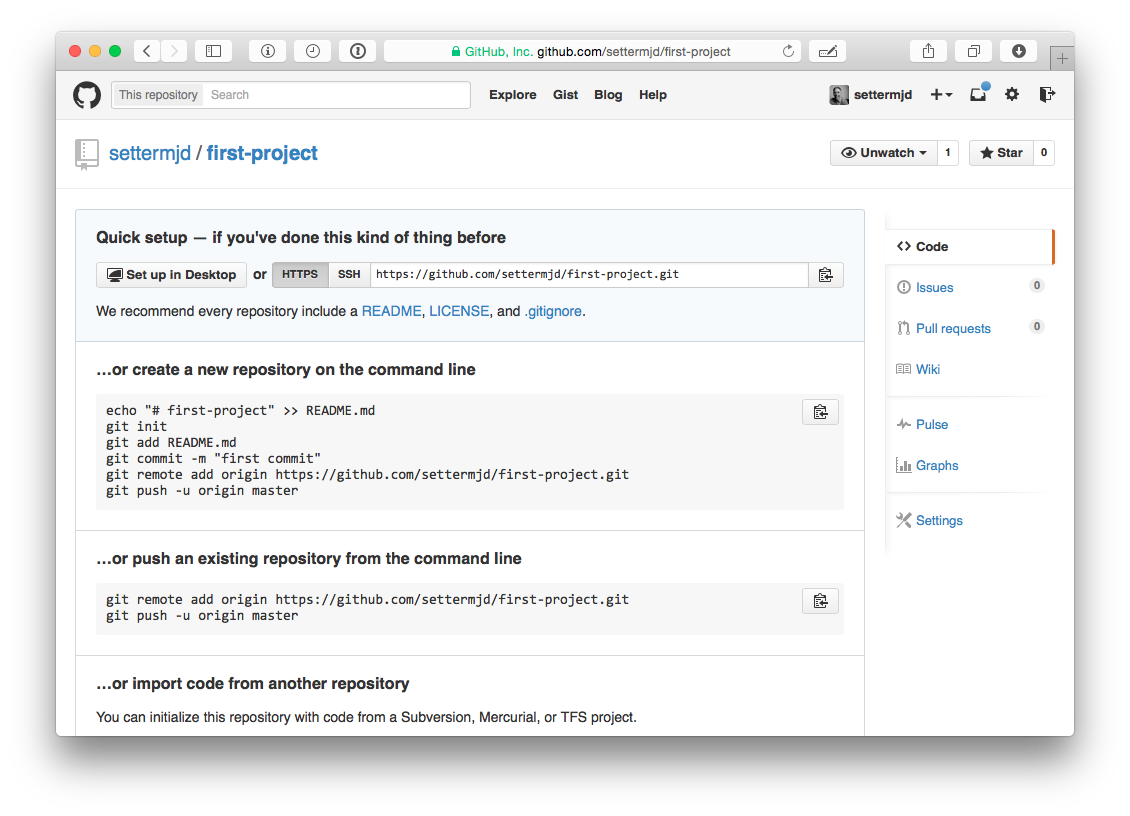 GitHub, Inc. github.com/settermjd/first-project
This repository Search Explore Gist Blog Help settermjd
settermjd / first-project
Unwatch 1 Star 0
Quick setup — if you've done this kind of thing before
Set up in Desktop or HTTPS SSH https://github.com/settermjd/first-project.git
We recommend every repository include a README, LICENSE, and .gitignore.
…or create a new repository on the command line
echo "# first-project" >> README.md
git init
git add README.md
git commit -m "first commit"
git remote add origin https://github.com/settermjd/first-project.git
git push -u origin master
…or push an existing repository from the command line
git remote add origin https://github.com/settermjd/first-project.git
git push -u origin master
…or import code from another repository
You can initialize this repository with code from a Subversion, Mercurial, or TFS project.
Code
Issues 0
Pull requests 0
Wiki
Pulse
Graphs
Settings